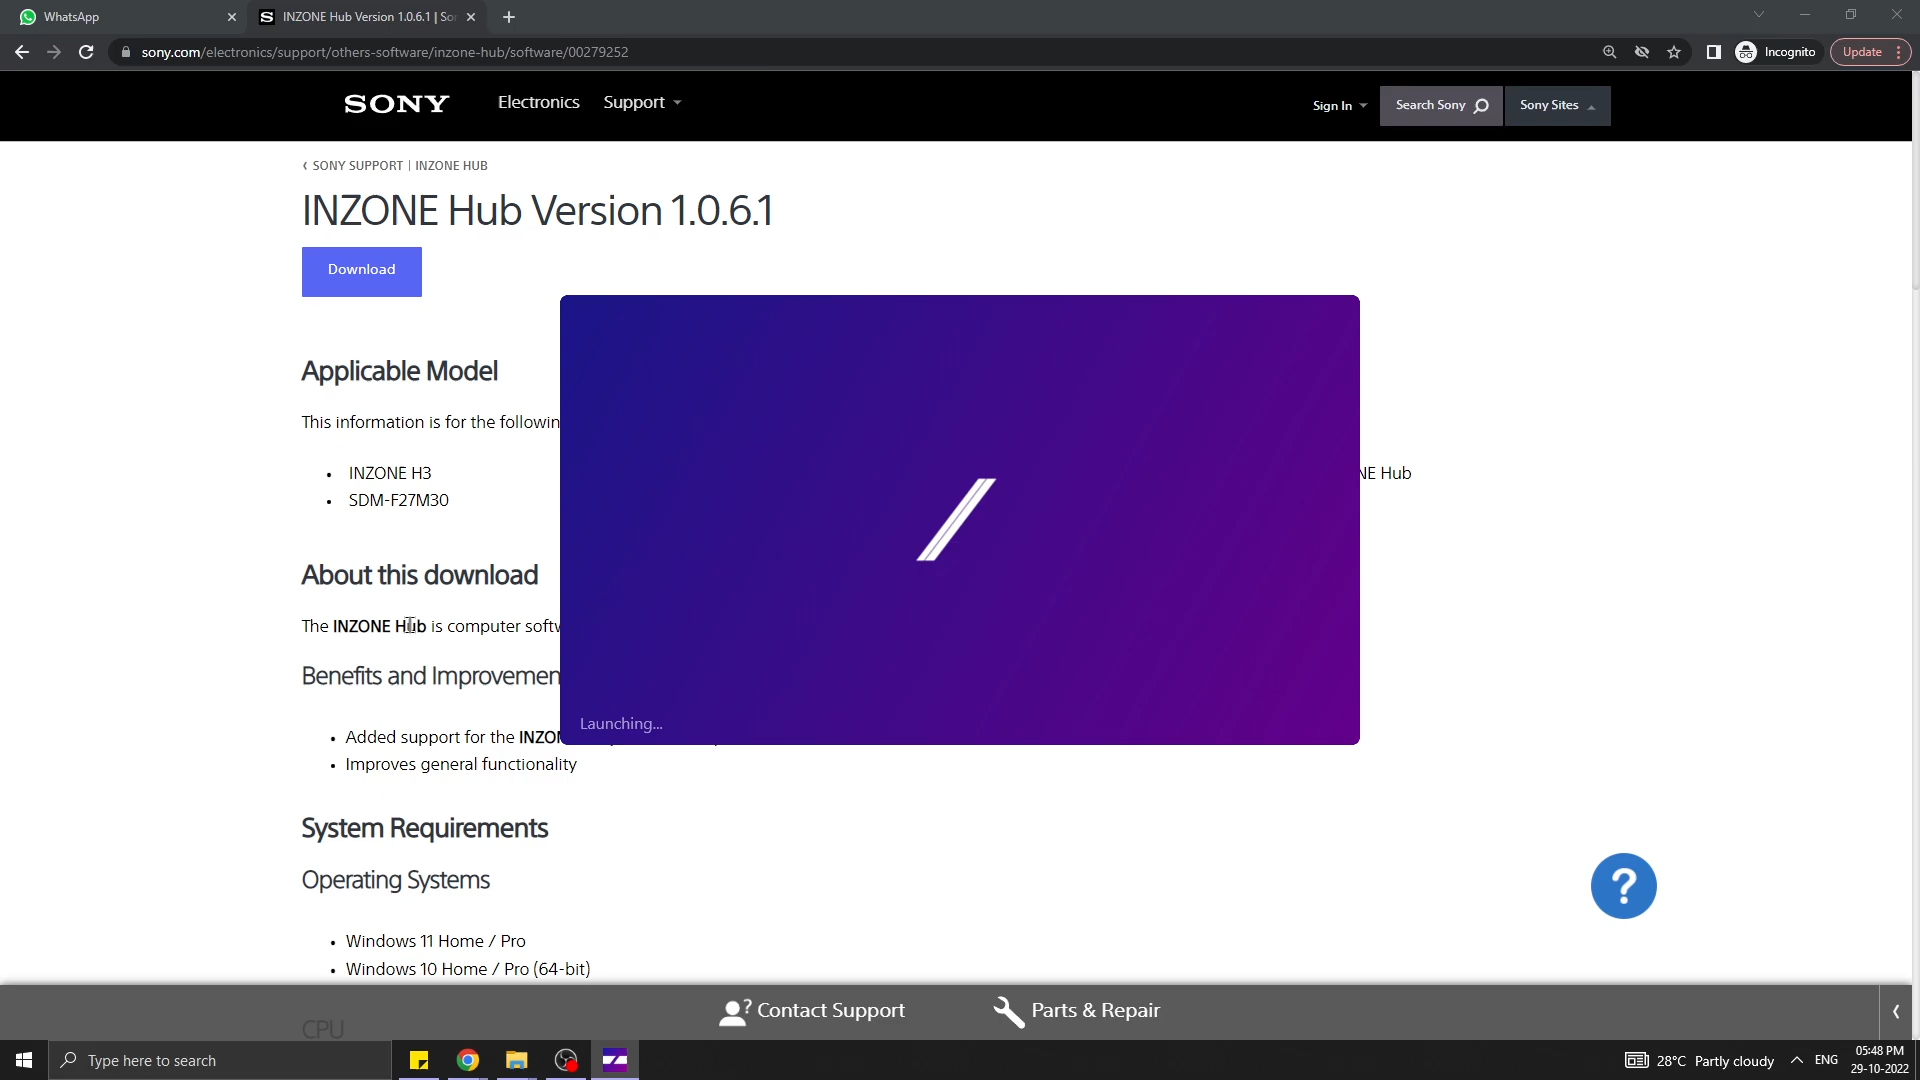 WhatsApp
INZONE Hub Version 1.0.6.1 | Sor
sony.com/electronics/support/others-software/inzone-hub/software/00279252
Incognito
Update
SONY
Electronics
Support
Sign In
Search Sony
Sony Sites
SONY SUPPORT | INZONE HUB
INZONE Hub Version 1.0.6.1
Download
Applicable Model
This information is for the followin
• INZONE H3
NE Hub
• SDM-F27M30
About this download
The INZONE Hub is computer softw
Benefits and Improvemen
Launching...
• Added support for the INZO
• Improves general functionality
System Requirements
Operating Systems
?
• Windows 11 Home / Pro
• Windows 10 Home / Pro (64-bit)
Contact Support
Parts & Repair
CPU
Type here to search
28°C Partly cloudy
ENG
05:48 PM
29-10-2022